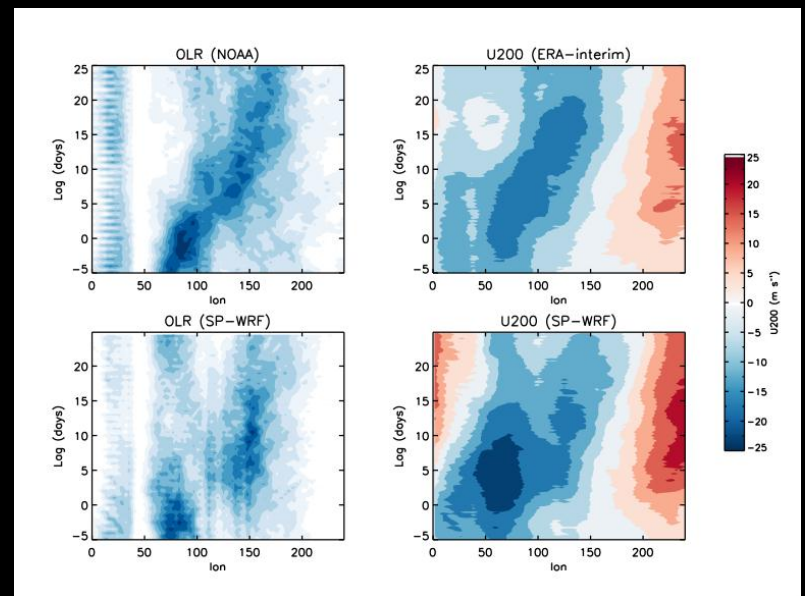 OLR (NOAA)
25
20
15
10
5
0
−5
Lag (days)
0 50 100 150 200
lon
U200 (ERA−interim)
25
20
15
10
5
0
−5
Lag (days)
0 50 100 150 200
lon
OLR (SP−WRF)
20
15
10
5
0
−5
Lag (days)
0 50 100 150 200
lon
U200 (SP−WRF)
20
15
10
5
0
−5
Lag (days)
0 50 100 150 200
lon
25
20
15
10
5
0
−5
−10
−15
−20
−25
U200 (m s⁻¹)